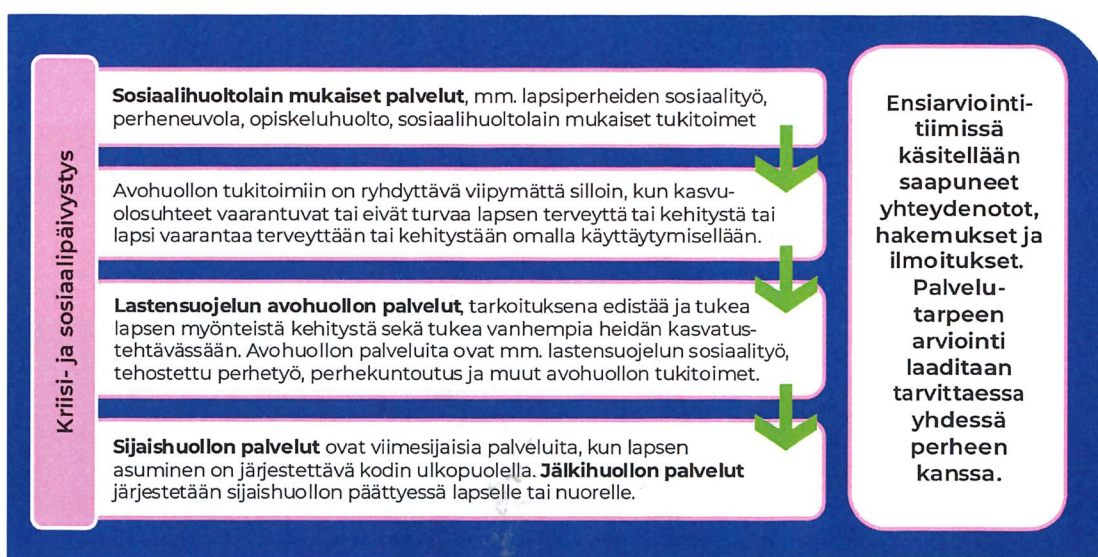 Kriisi- ja sosiaalipäivystys
Sosiaalihuoltolain mukaiset palvelut, mm. lapsiperheiden sosiaalityö,
perheneuvola, opiskeluhuolto, sosiaalihuoltolain mukaiset tukitoimet
Avohuollon tukitoimiin on ryhdyttävä viipymättä silloin, kun kasvu-
olosuhteet vaarantuvat tai eivät turvaa lapsen terveyttä tai kehitystä tai
lapsi vaarantaa terveyttään tai kehitystään omalla käyttäytymisellään.
Lastensuojelun avohuollon palvelut, tarkoituksena edistää ja tukea
lapsen myönteistä kehitystä sekä tukea vanhempia heidän kasvatus-
tehtävässään. Avohuollon palveluita ovat mm. lastensuojelun sosiaalityö,
tehostettu perhetyö, perhekuntoutus ja muut avohuollon tukitoimet.
Sijaishuollon palvelut ovat viimesijaisia palveluita, kun lapsen
asuminen on järjestettävä kodin ulkopuolella. Jälkihuollon palvelut
järjestetään sijaishuollon päättyessä lapselle tai nuorelle.
Ensiarviointi-
tiimissä
käsitellään
saapuneet
yhteydenotot,
hakemukset ja
ilmoitukset.
Palvelu-
tarpeen
arviointi
laaditaan
tarvittaessa
yhdessä
perheen
kanssa.